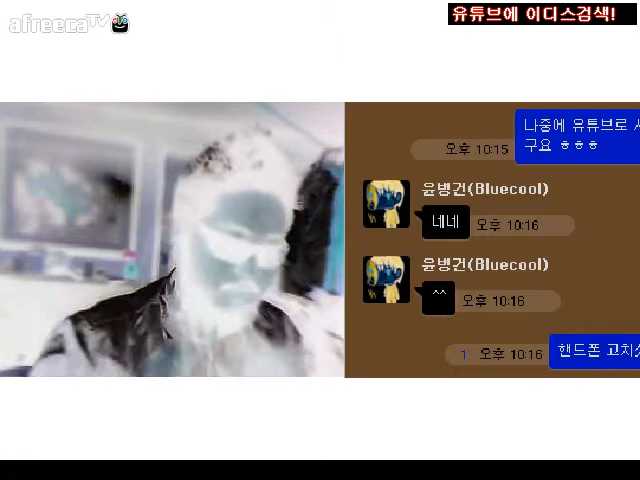 afreecaTV
유튜브에 이디스검색!
나중에 유튜브로
구요 ㅎㅎㅎ
오후 10:15
윤병건(Bluecool)
네네
오후 10:16
윤병건(Bluecool)
^^
오후 10:16
1 오후 10:16
핸드폰